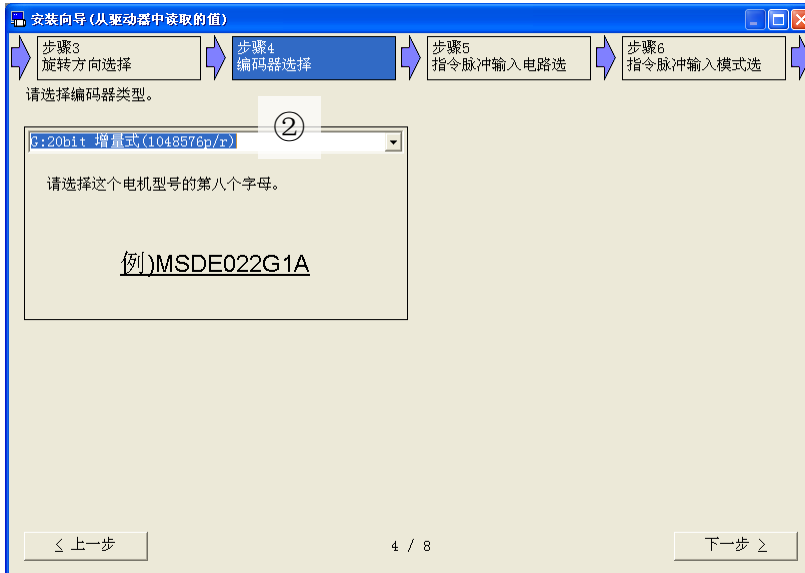 安装向导(从驱动器中读取的值)
步骤3
旋转方向选择
步骤4
编码器选择
步骤5
指令脉冲输入电路选
步骤6
指令脉冲输入模式选
请选择编码器类型。
②
G:20bit 增量式(1048576p/r)
请选择这个电机型号的第八个字母。
例)MSDE022G1A
≤ 上一步
4 / 8
下一步 ≥